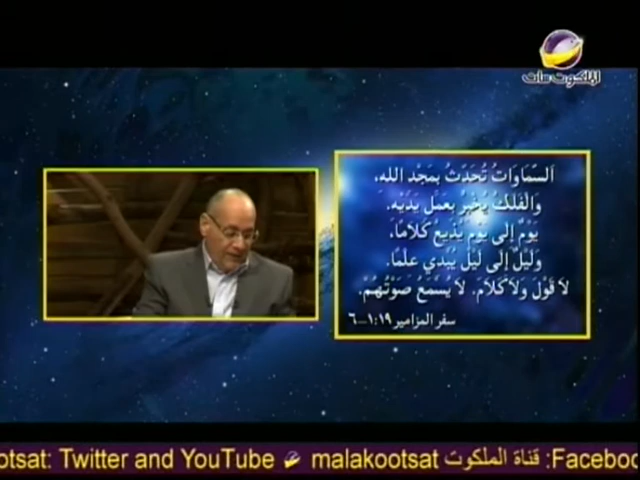 الملكوت سات
اَلسَّمَاوَاتُ تُحَدِّثُ بِمَجْدِ اللهِ،
وَالْفَلَكُ يُخْبِرُ بِعَمَلِ يَدَيْهِ.
يَوْمٌ إِلَى يَوْمٍ يُذِيعُ كَلاَمًا،
وَلَيْلٌ إِلَى لَيْلٍ يُبْدِي عِلْمًا.
لاَ قَوْلَ وَلاَ كَلاَمَ. لاَ يُسْمَعُ صَوْتُهُمْ.
سفر المزامير ١٩:١–٦
otsat: Twitter and YouTube malakootsat قناة الملكوت :Faceboo